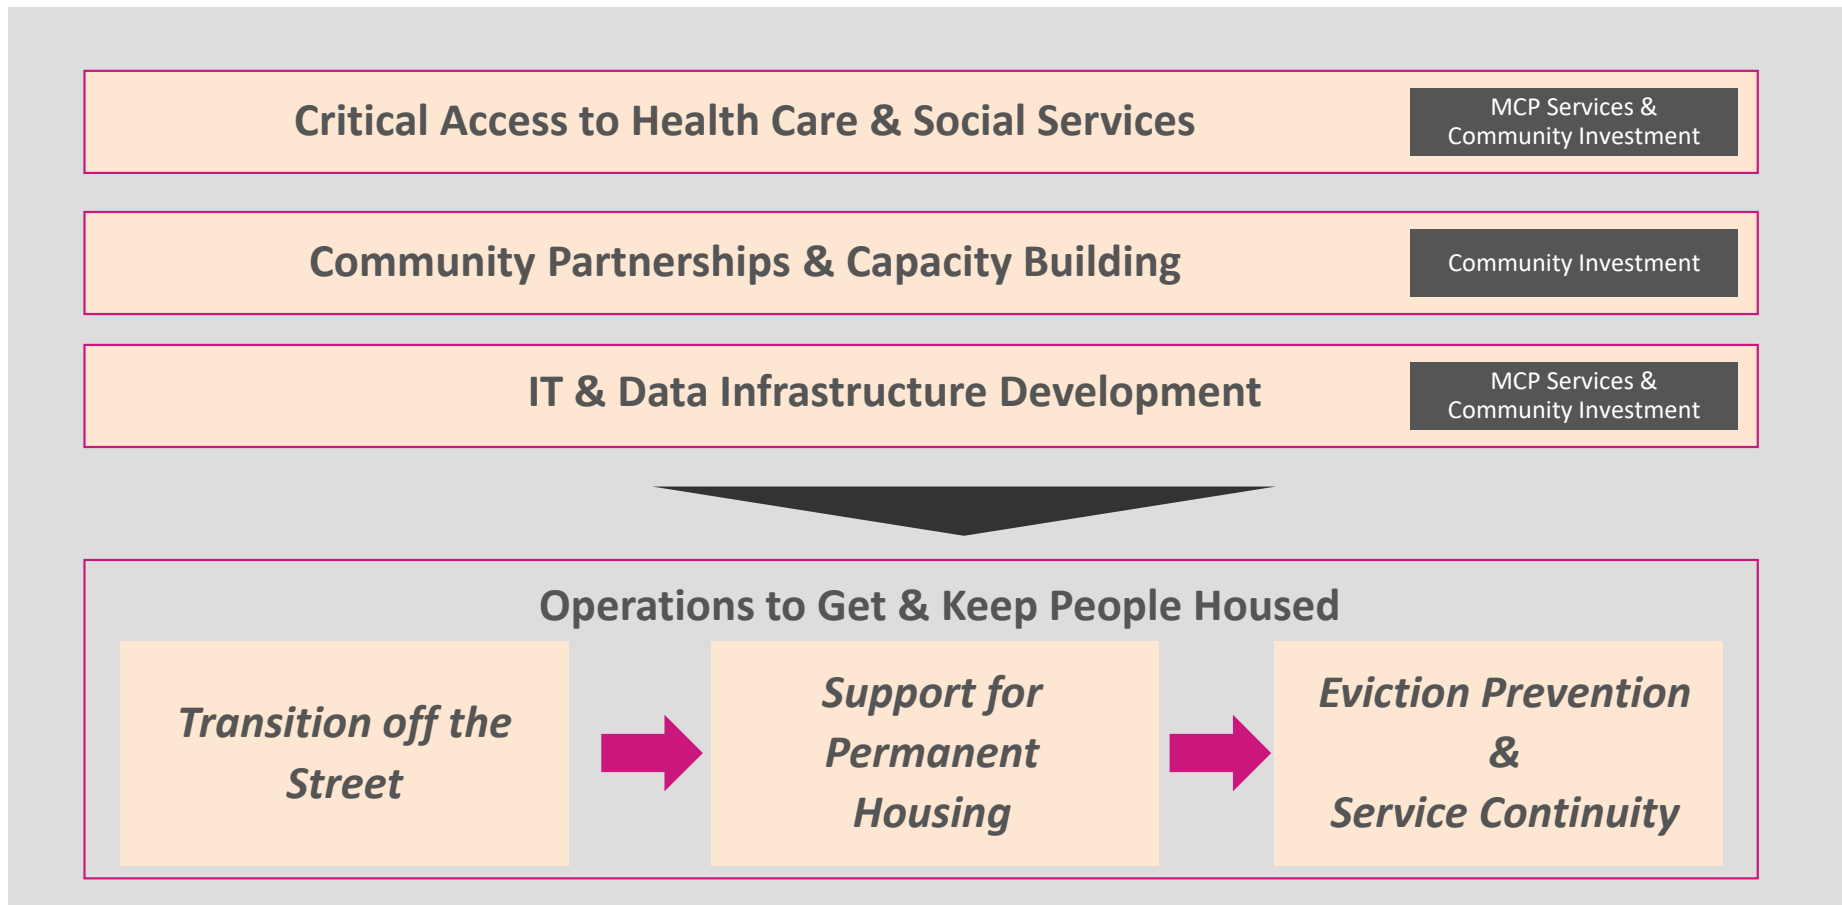 Critical Access to Health Care & Social Services
MCP Services &
Community Investment
Community Partnerships & Capacity Building
Community Investment
IT & Data Infrastructure Development
MCP Services &
Community Investment
Operations to Get & Keep People Housed
Transition off the
Street
Support for
Permanent
Housing
Eviction Prevention
&
Service Continuity